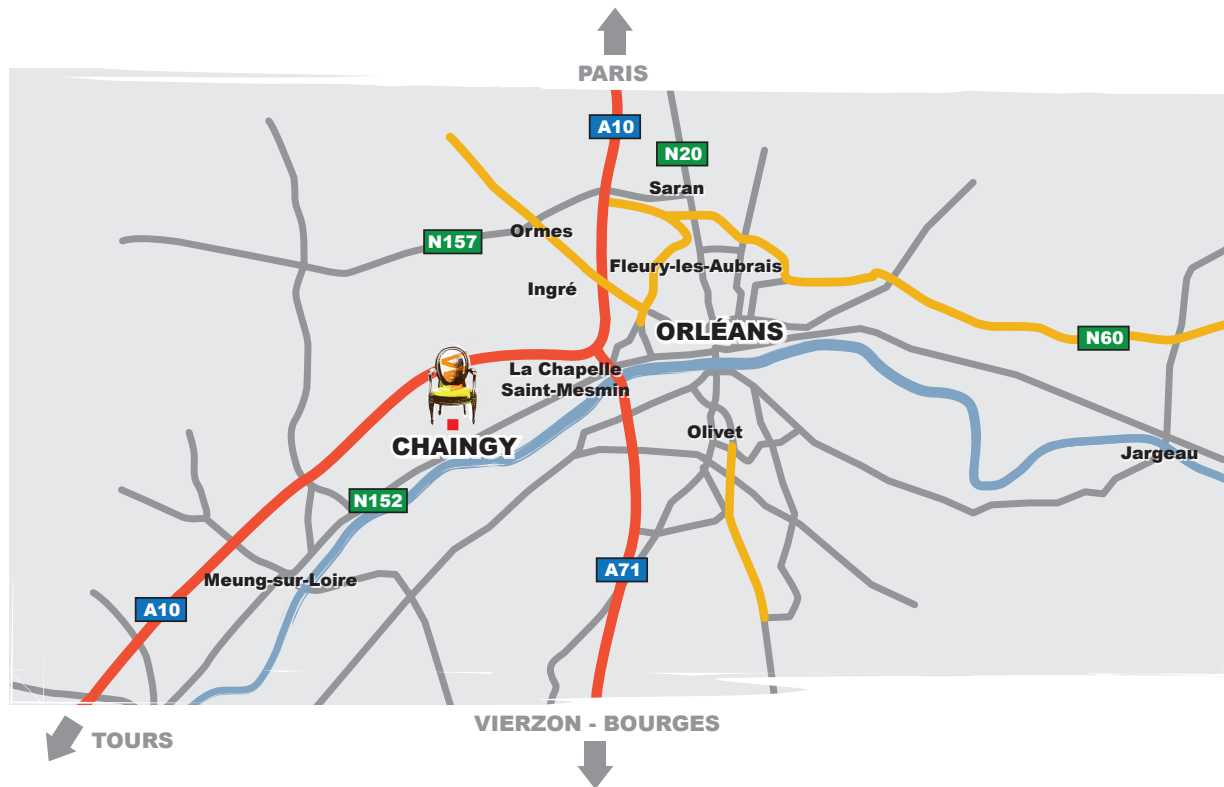 PARIS
A10
N20
Saran
Ormes
N157
Fleury-les-Aubrais
Ingré
ORLÉANS
N60
La Chapelle
Saint-Mesmin
CHAINGY
Olivet
Jargeau
N152
A71
Meung-sur-Loire
A10
VIERZON - BOURGES
TOURS